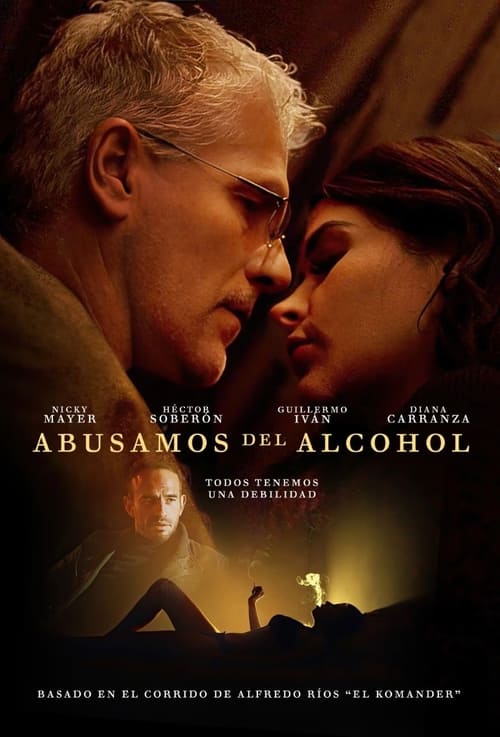 NICKY MAYER
HÉCTOR SOBERÓN
GUILLERMO IVÁN
DIANA CARRANZA
ABUSAMOS DEL ALCOHOL
TODOS TENEMOS
UNA DEBILIDAD
BASADO EN EL CORRIDO DE ALFREDO RÍOS "EL KOMANDER"